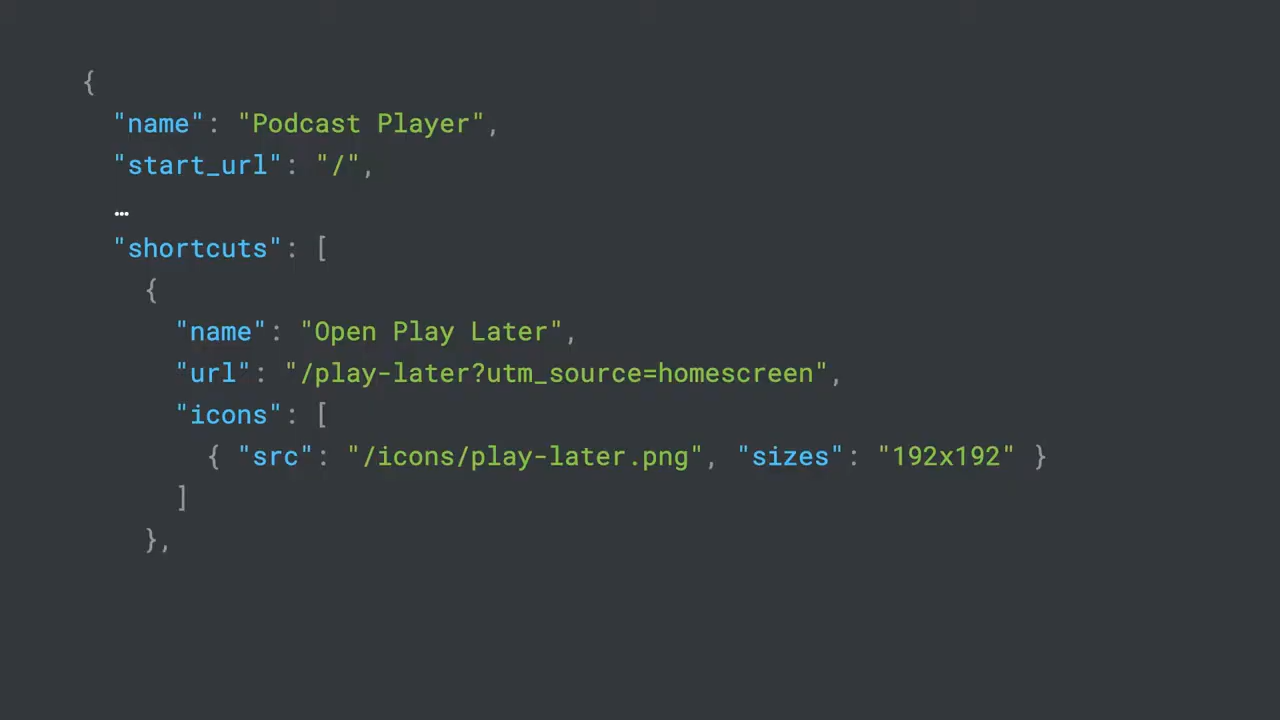 {
"name": "Podcast Player",
"start_url": "/",
…
"shortcuts": [
{
"name": "Open Play Later",
"url": "/play-later?utm_source=homescreen",
"icons": [
{ "src": "/icons/play-later.png", "sizes": "192x192" }
]
},